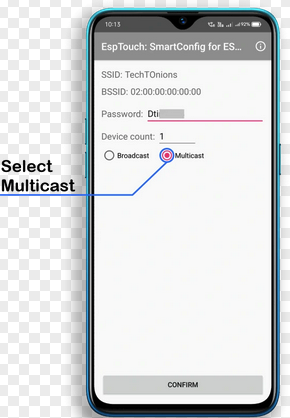 10:13
92%
EspTouch: SmartConfig for ES...
SSID: TechTOnions
BSSID: 02:00:00:00:00:00
Password: Dti
Device count: 1
Broadcast
Multicast
Select
Multicast
CONFIRM